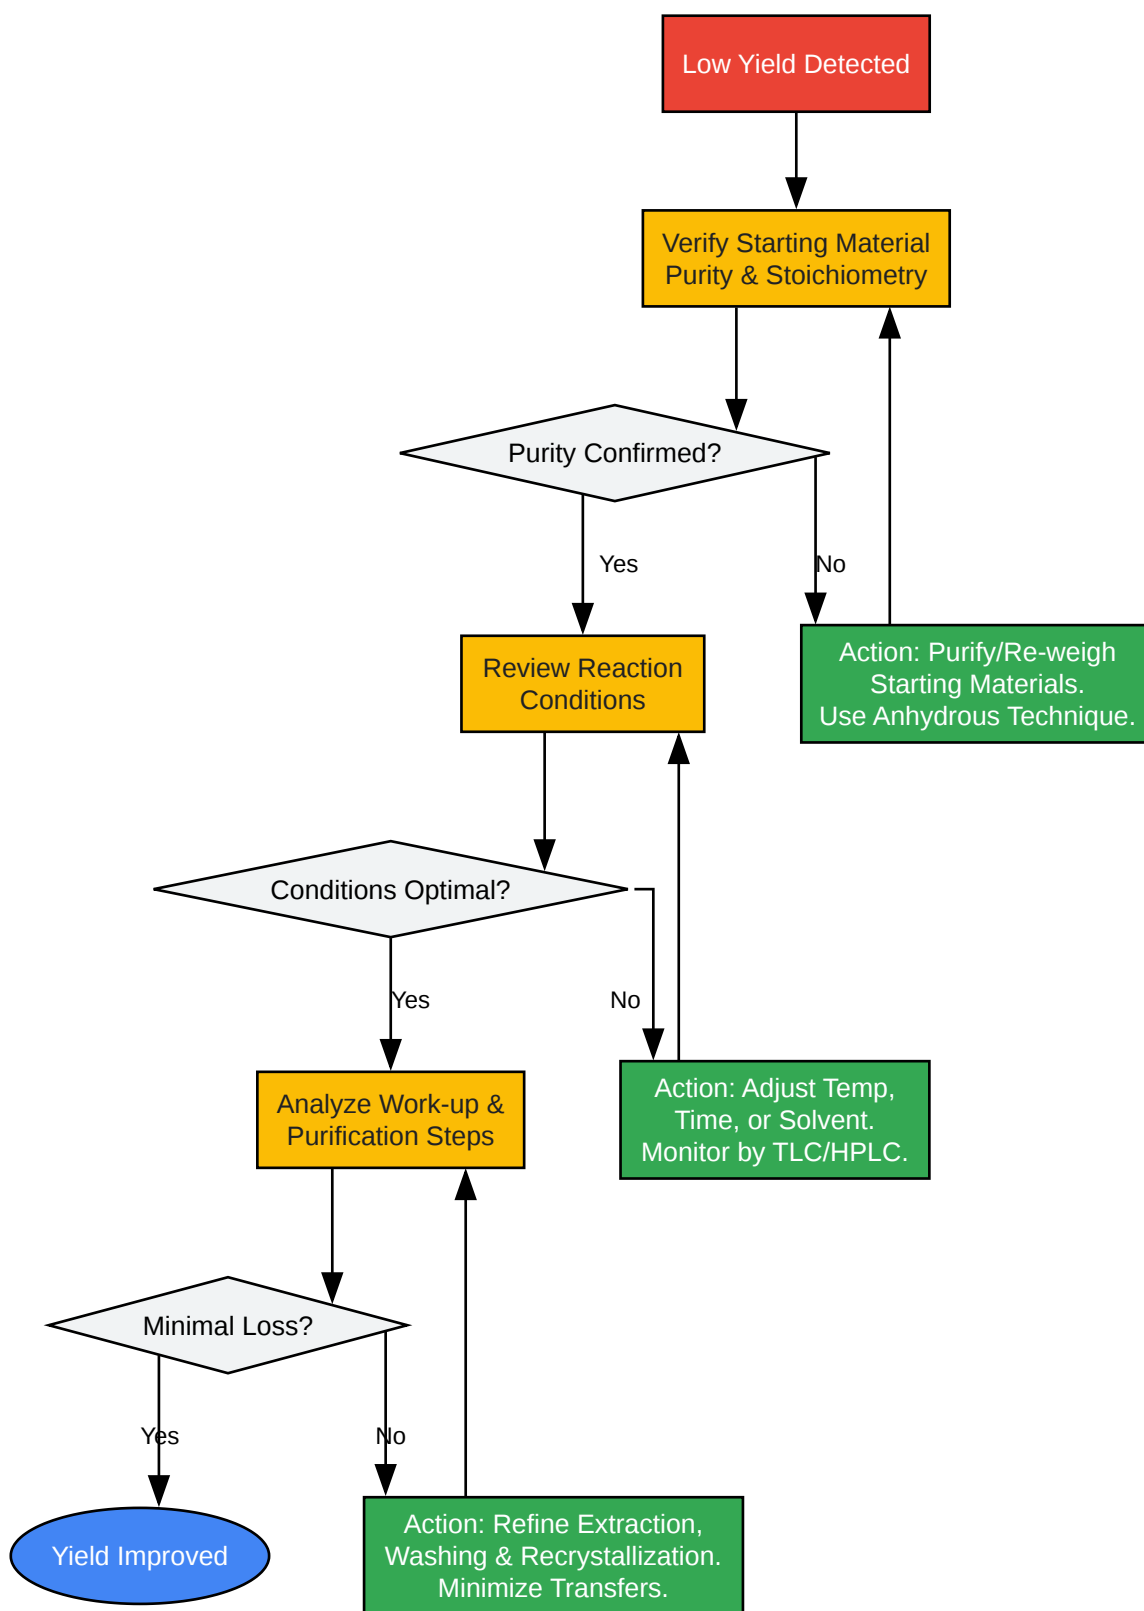 Low Yield Detected
Verify Starting Material
Purity & Stoichiometry
Purity Confirmed?
Yes
No
Review Reaction
Conditions
Action: Purify/Re-weigh
Starting Materials.
Use Anhydrous Technique.
Conditions Optimal?
Yes
No
Analyze Work-up &
Purification Steps
Action: Adjust Temp,
Time, or Solvent.
Monitor by TLC/HPLC.
Minimal Loss?
Yes
No
Yield Improved
Action: Refine Extraction,
Washing & Recrystallization.
Minimize Transfers.